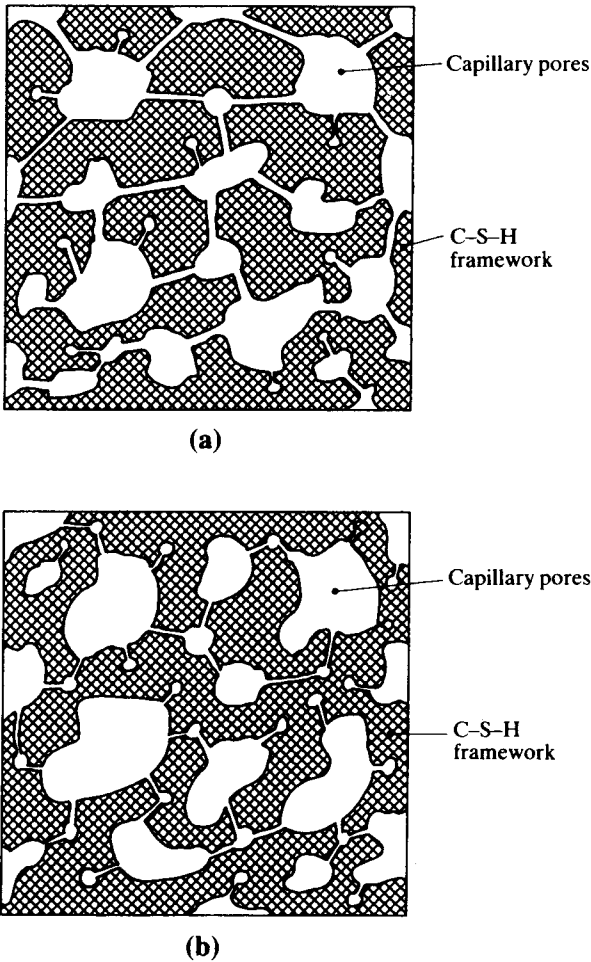 Capillary pores
C–S–H
framework
(a)
Capillary pores
C–S–H
framework
(b)